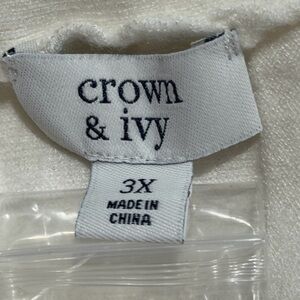 crown
& ivy
3X
MADE IN
CHINA